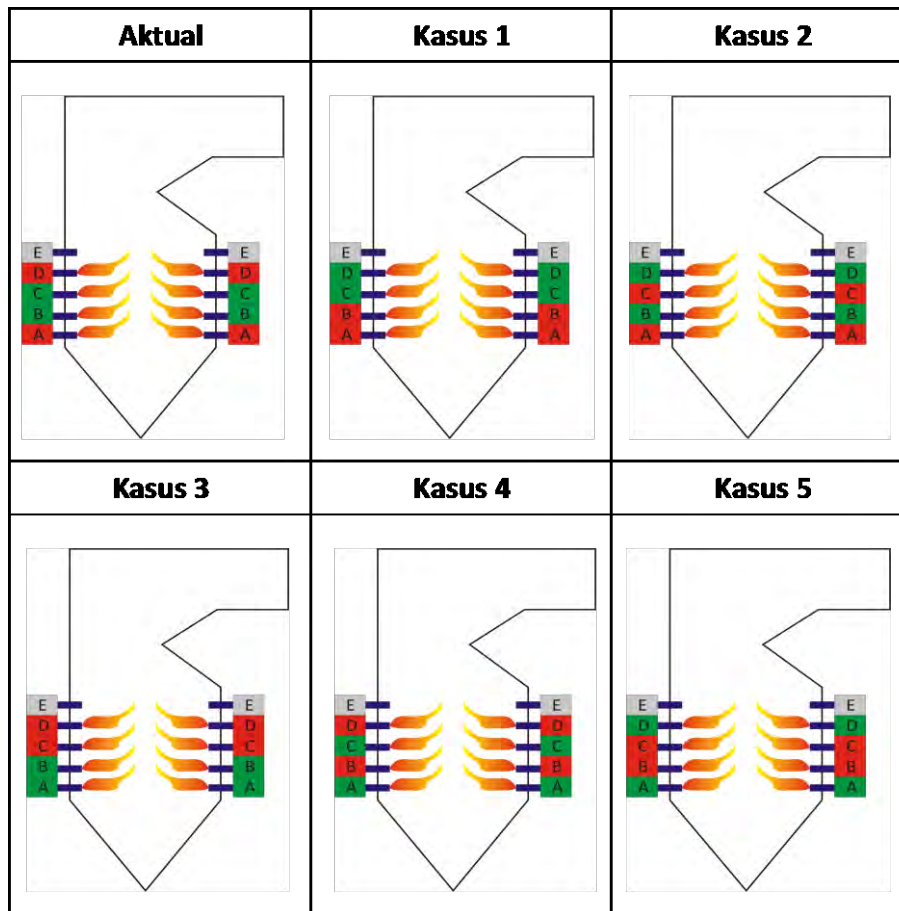 Aktual Kasus 1 Kasus 2
E E E E E E
D D D D D D
C C C C C C
B B B B B B
A A A A A A
Kasus 3 Kasus 4 Kasus 5
E E E E E E
D D D D D D
C C C C C C
B B B B B B
A A A A A A